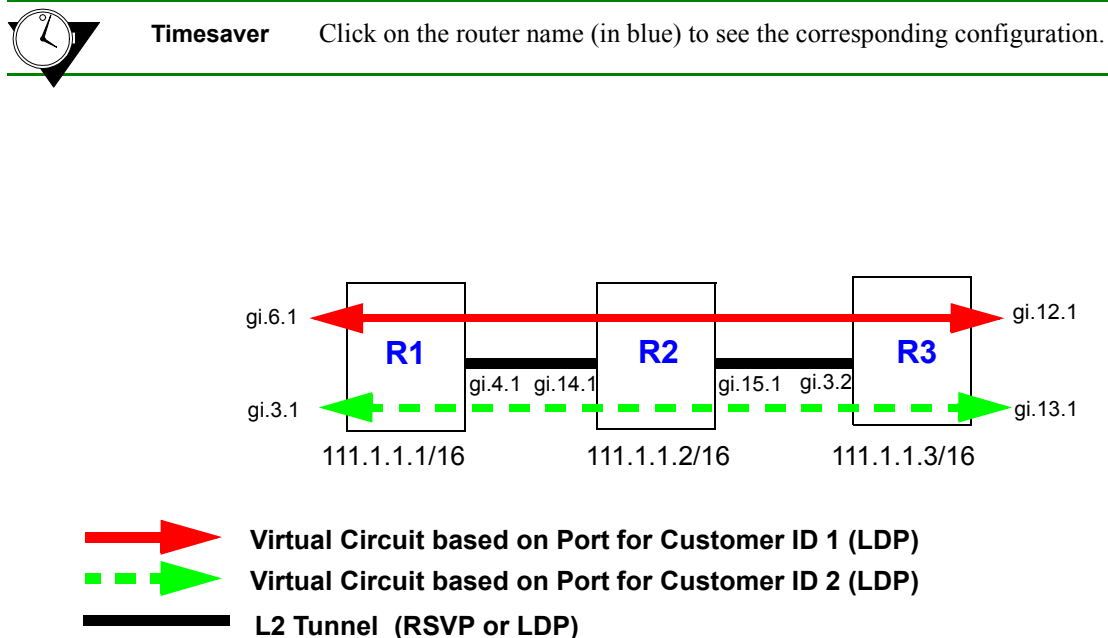 Timesaver Click on the router name (in blue) to see the corresponding configuration.
gi.6.1 gi.12.1
R1 R2 R3
gi.4.1 gi.14.1 gi.15.1 gi.3.2
gi.3.1 gi.13.1
111.1.1.1/16 111.1.1.2/16 111.1.1.3/16
Virtual Circuit based on Port for Customer ID 1 (LDP)
Virtual Circuit based on Port for Customer ID 2 (LDP)
L2 Tunnel (RSVP or LDP)